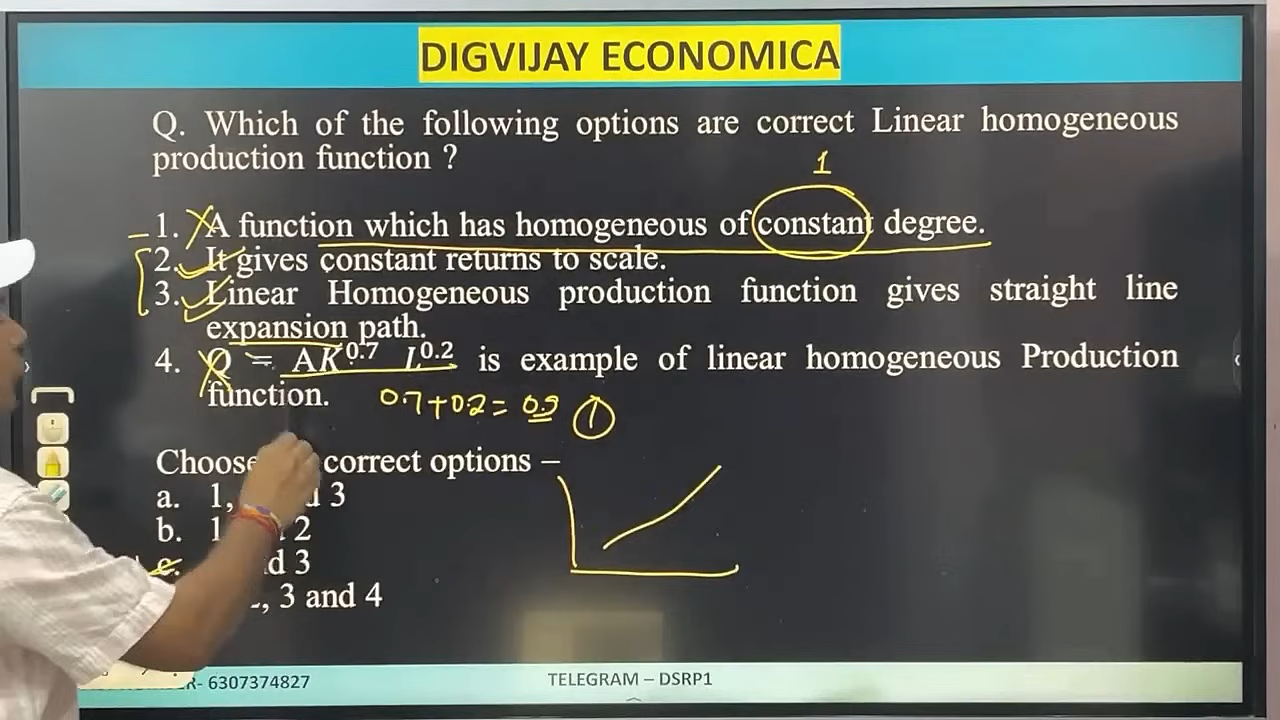 DIGVIJAY ECONOMICA
Q. Which of the following options are correct Linear homogeneous
production function ?
1
1. A function which has homogeneous of constant degree.
2. It gives constant returns to scale.
3. Linear Homogeneous production function gives straight line
expansion path.
4. Q = AK^0.7 L^0.2 is example of linear homogeneous Production
function.
0.7+0.2= 0.9 1
Choose correct options –
a. 1, 3
b. 1 2
c. 3
, 3 and 4
- 6307374827
TELEGRAM – DSRP1